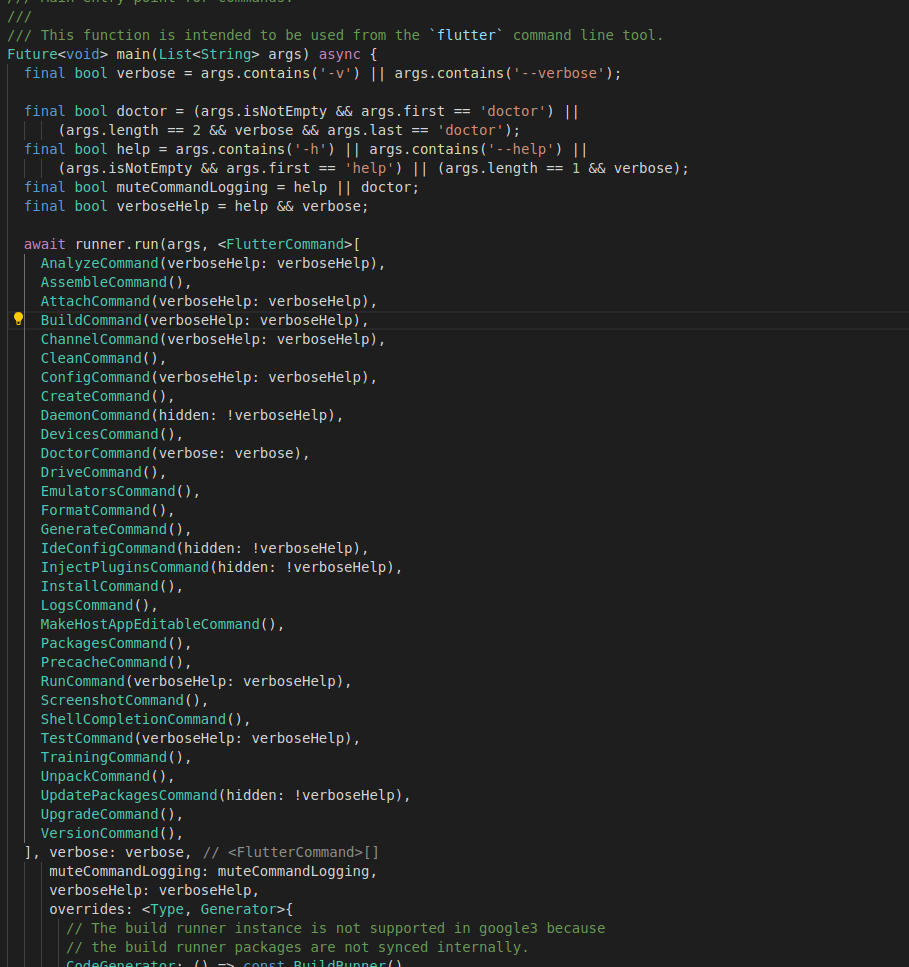 /// Main entry point for commands.
///
/// This function is intended to be used from the `flutter` command line tool.
Future<void> main(List<String> args) async {
  final bool verbose = args.contains('-v') || args.contains('--verbose');

  final bool doctor = (args.isNotEmpty && args.first == 'doctor') ||
      (args.length == 2 && verbose && args.last == 'doctor');
  final bool help = args.contains('-h') || args.contains('--help') ||
      (args.isNotEmpty && args.first == 'help') || (args.length == 1 && verbose);
  final bool muteCommandLogging = help || doctor;
  final bool verboseHelp = help && verbose;

  await runner.run(args, <FlutterCommand>[
    AnalyzeCommand(verboseHelp: verboseHelp),
    AssembleCommand(),
    AttachCommand(verboseHelp: verboseHelp),
    BuildCommand(verboseHelp: verboseHelp),
    ChannelCommand(verboseHelp: verboseHelp),
    CleanCommand(),
    ConfigCommand(verboseHelp: verboseHelp),
    CreateCommand(),
    DaemonCommand(hidden: !verboseHelp),
    DevicesCommand(),
    DoctorCommand(verbose: verbose),
    DriveCommand(),
    EmulatorsCommand(),
    FormatCommand(),
    GenerateCommand(),
    IdeConfigCommand(hidden: !verboseHelp),
    InjectPluginsCommand(hidden: !verboseHelp),
    InstallCommand(),
    LogsCommand(),
    MakeHostAppEditableCommand(),
    PackagesCommand(),
    PrecacheCommand(),
    RunCommand(verboseHelp: verboseHelp),
    ScreenshotCommand(),
    ShellCompletionCommand(),
    TestCommand(verboseHelp: verboseHelp),
    TrainingCommand(),
    UnpackCommand(),
    UpdatePackagesCommand(hidden: !verboseHelp),
    UpgradeCommand(),
    VersionCommand(),
  ], verbose: verbose, // <FlutterCommand>[]
     muteCommandLogging: muteCommandLogging,
     verboseHelp: verboseHelp,
     overrides: <Type, Generator>{
       // The build runner instance is not supported in google3 because
       // the build runner packages are not synced internally.
       CodeGenerator: () => const BuildRunner()